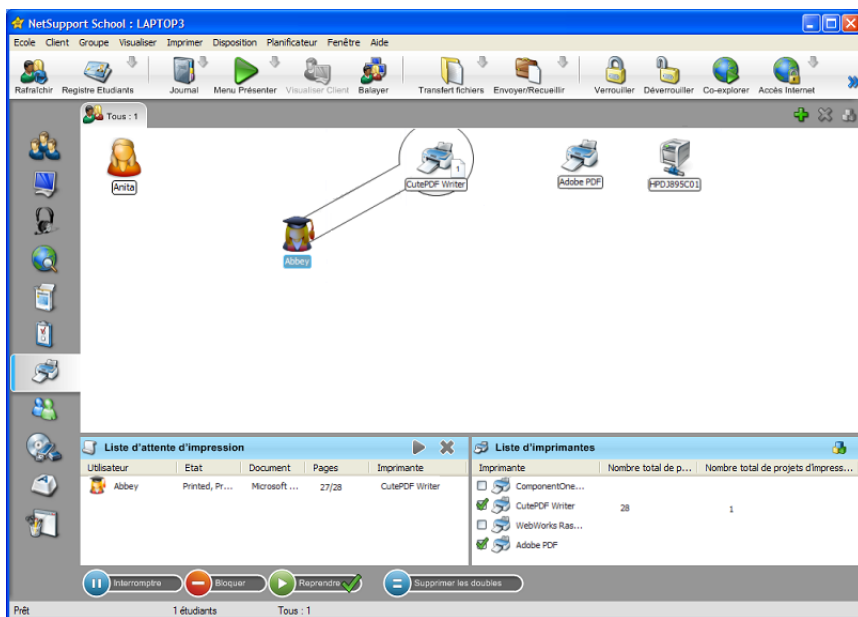 NetSupport School : LAPTOP3
Ecole Client Groupe Visualiser Imprimer Disposition Planificateur Fenêtre Aide
Rafraîchir Registre Etudiants Journal Menu Présenter Visualiser Client Balayer Transfert fichiers Envoyer/Recueillir Verrouiller Déverrouiller Co-explorer Accès Internet
Tous : 1
1
Anita CutePDF Writer Adobe PDF HPDJ895C01
Abbey
Liste d'attente d'impression
Utilisateur Etat Document Pages Imprimante
Abbey Printed, Pr... Microsoft ... 27/28 CutePDF Writer
Liste d'imprimantes
Imprimante Nombre total de p... Nombre total de projets d'impress...
ComponentOne...
CutePDF Writer 28 1
WebWorks Ras...
Adobe PDF
Interromptre Bloquer Reprendre Supprimer les doubles
Prêt 1 étudiants Tous : 1